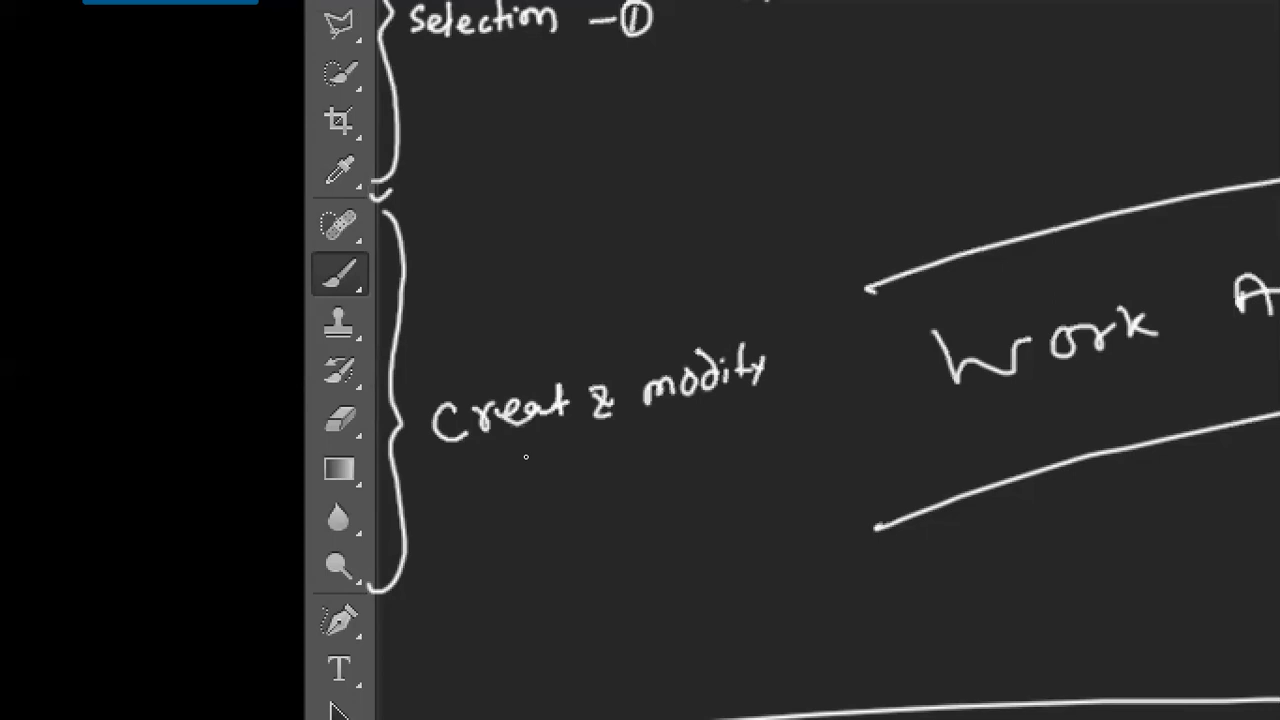 Selection - ①
Work A
Creat & modify
T